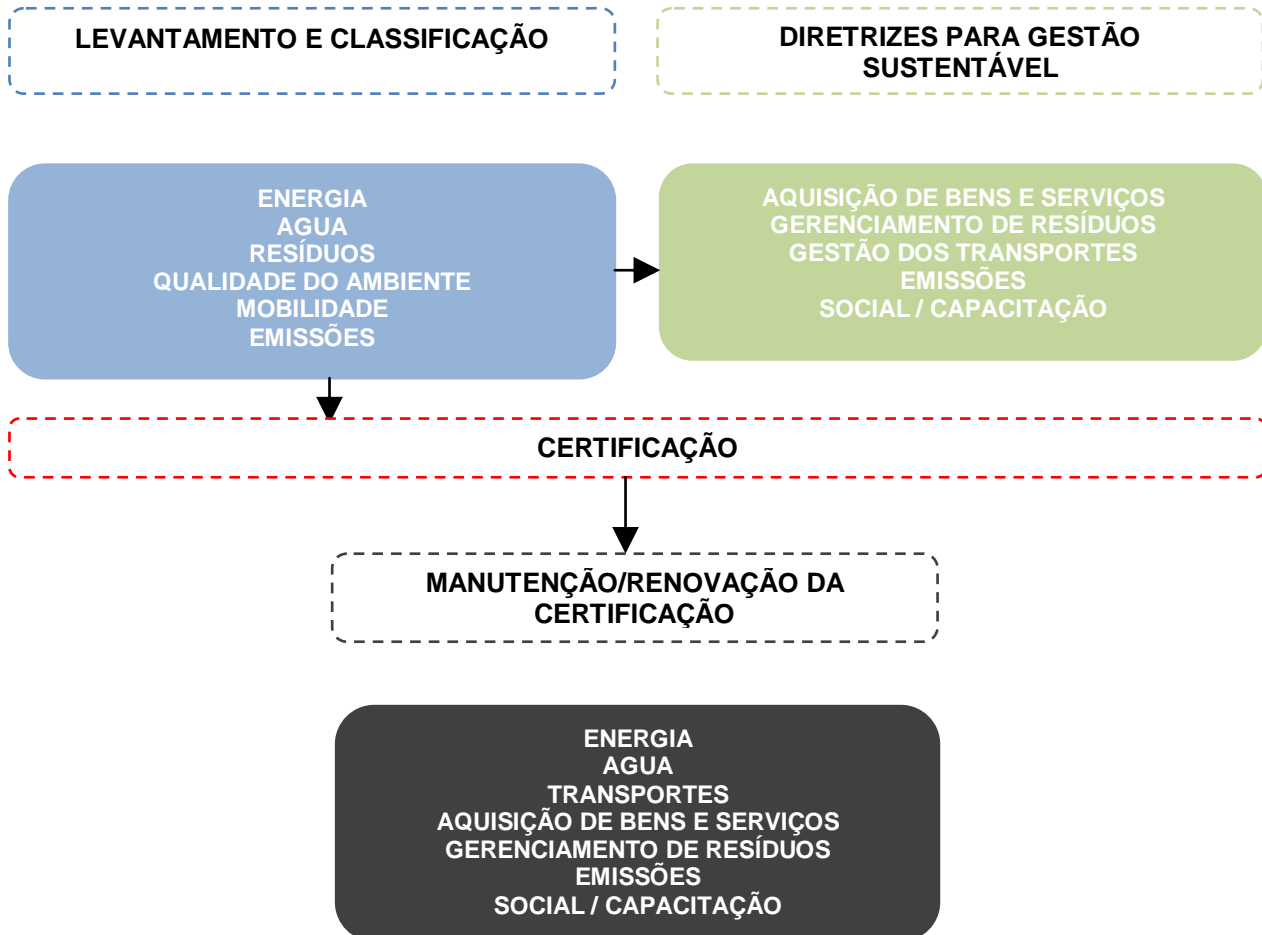 LEVANTAMENTO E CLASSIFICAÇÃO
DIRETRIZES PARA GESTÃO
SUSTENTÁVEL
ENERGIA
AGUA
RESÍDUOS
QUALIDADE DO AMBIENTE
MOBILIDADE
EMISSÕES
AQUISIÇÃO DE BENS E SERVIÇOS
GERENCIAMENTO DE RESÍDUOS
GESTÃO DOS TRANSPORTES
EMISSÕES
SOCIAL / CAPACITAÇÃO
CERTIFICAÇÃO
MANUTENÇÃO/RENOVAÇÃO DA
CERTIFICAÇÃO
ENERGIA
AGUA
TRANSPORTES
AQUISIÇÃO DE BENS E SERVIÇOS
GERENCIAMENTO DE RESÍDUOS
EMISSÕES
SOCIAL / CAPACITAÇÃO